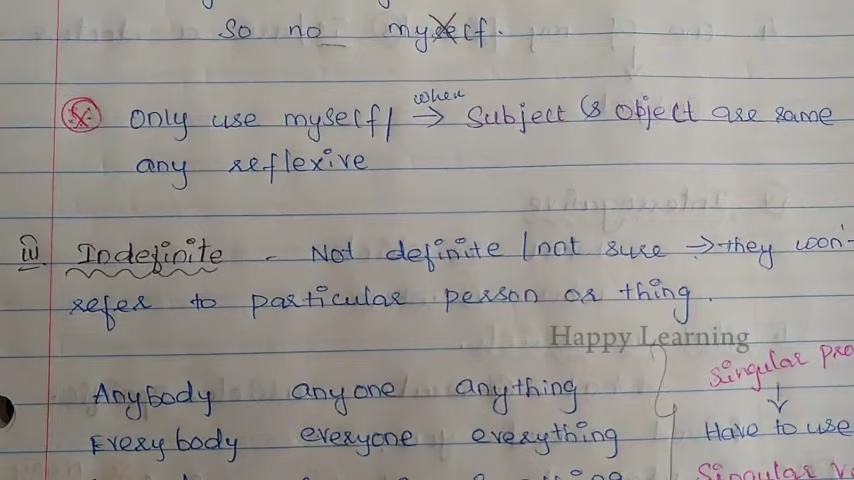 so no myself.
Only use myself/ when → Subject & object are same
any reflexive
iii Indefinite - Not definite /not sure → they won'
refer to particular person or thing.
Happy Learning
Singular pro
↓
Anybody anyone anything
Have to use
Everybody everyone everything
Singular